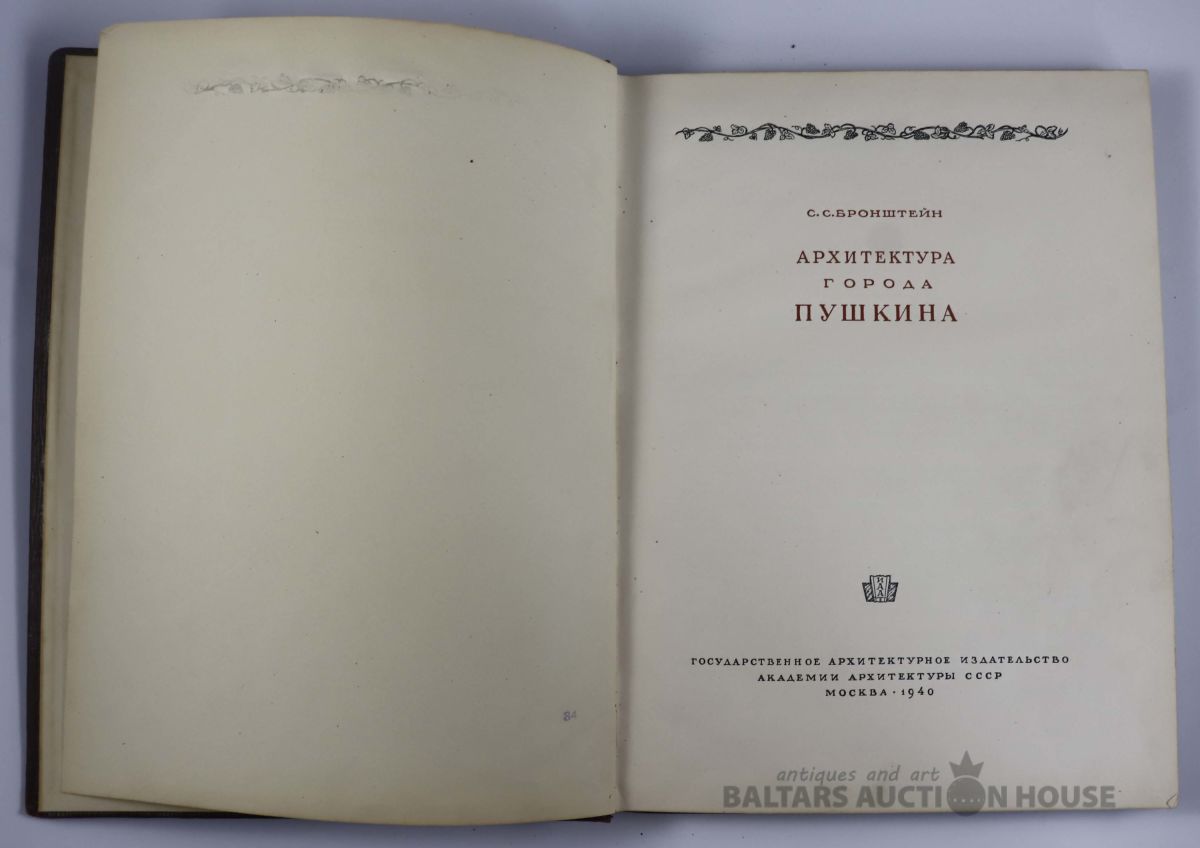 84
С. С. БРОНШТЕЙН
АРХИТЕКТУРА
ГОРОДА
ПУШКИНА
ГОСУДАРСТВЕННОЕ АРХИТЕКТУРНОЕ ИЗДАТЕЛЬСТВО
АКАДЕМИИ АРХИТЕКТУРЫ СССР
МОСКВА · 1940
antiques and art
BALTARS AUCTION HOUSE